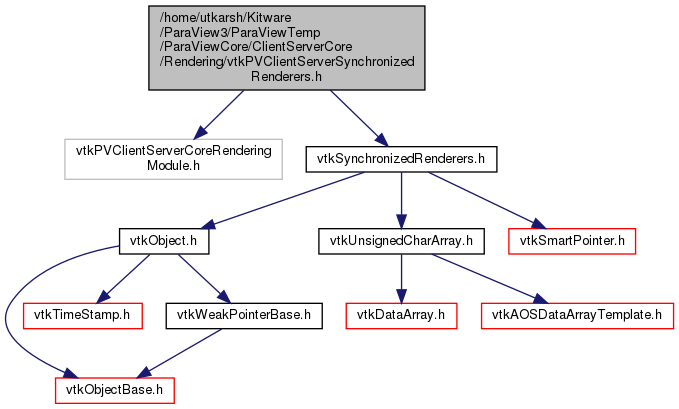 /home/utkarsh/Kitware
/ParaView3/ParaViewTemp
/ParaViewCore/ClientServerCore
/Rendering/vtkPVClientServerSynchronized
Renderers.h
vtkPVClientServerCoreRendering
Module.h
vtkSynchronizedRenderers.h
vtkObject.h
vtkUnsignedCharArray.h
vtkSmartPointer.h
vtkTimeStamp.h
vtkWeakPointerBase.h
vtkDataArray.h
vtkAOSDataArrayTemplate.h
vtkObjectBase.h